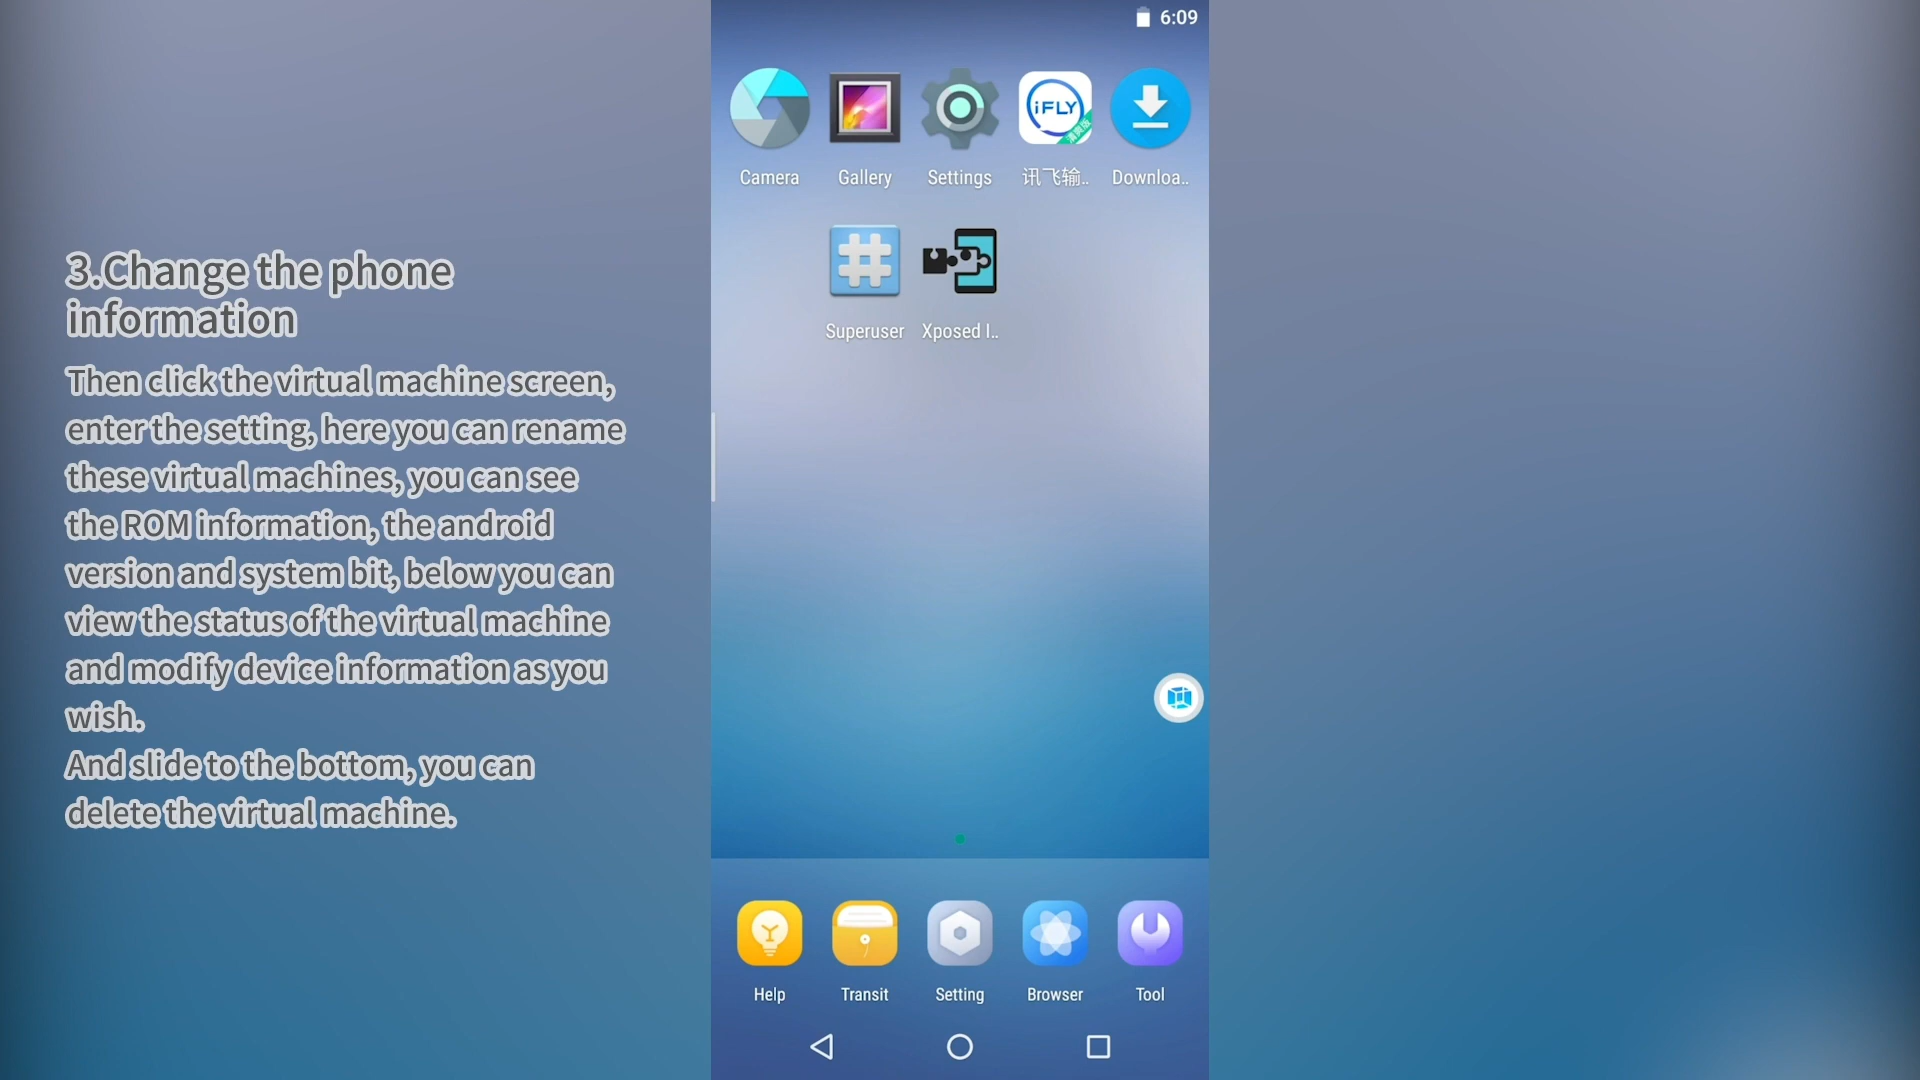 6:09
iFLY
清爽版
Camera
Gallery
Settings
讯飞输..
Downloa..
Superuser
Xposed I..
3.Change the phone
information
Then click the virtual machine screen,
enter the setting, here you can rename
these virtual machines, you can see
the ROM information, the android
version and system bit, below you can
view the status of the virtual machine
and modify device information as you
wish.
And slide to the bottom, you can
delete the virtual machine.
Help
Transit
Setting
Browser
Tool